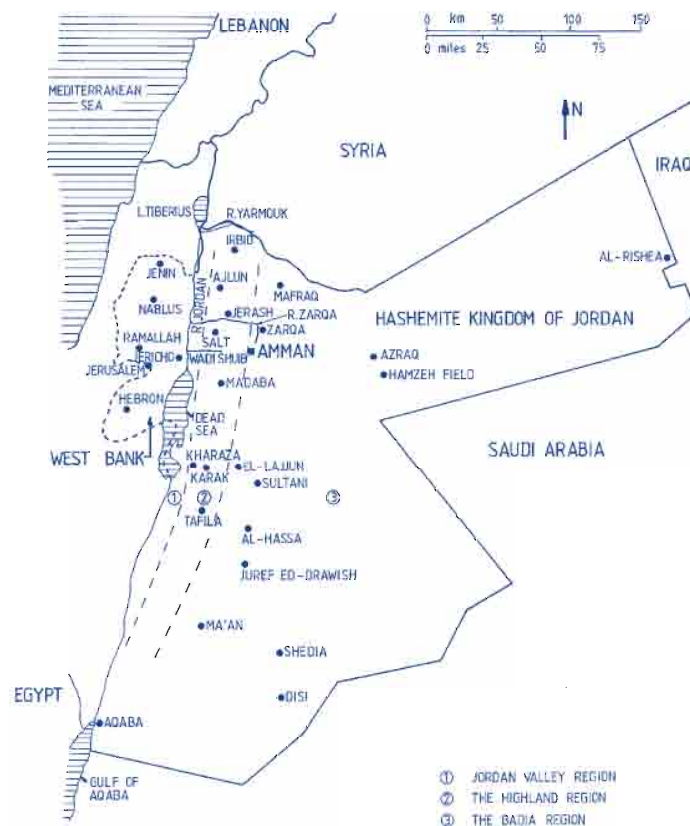 LEBANON
0 km 50 100 150
0 miles 25 50 75
MEDITERRANEAN
SEA
N
SYRIA
IRAQ
L.TIBERIUS
R.YARMOUK
IRBID
AL-RISHEA
JENIN
AJLUN
MAFRAQ
NABLUS
R.JORDAN
JERASH
R.ZARQA
HASHEMITE KINGDOM OF JORDAN
ZARQA
RAMALLAH
SALT
JERICHO
WADI SHUIB
AMMAN
AZRAQ
JERUSALEM
HAMZEH FIELD
MADABA
HEBRON
DEAD
SEA
SAUDI ARABIA
WEST BANK
KHARAZA
EL-LAJJUN
KARAK
SULTANI
1 2 3
TAFILA
AL-HASSA
JUREF ED-DRAWISH
MA'AN
SHEDIA
EGYPT
DISI
AQABA
GULF OF
AQABA
1 JORDAN VALLEY REGION
2 THE HIGHLAND REGION
3 THE BADIA REGION